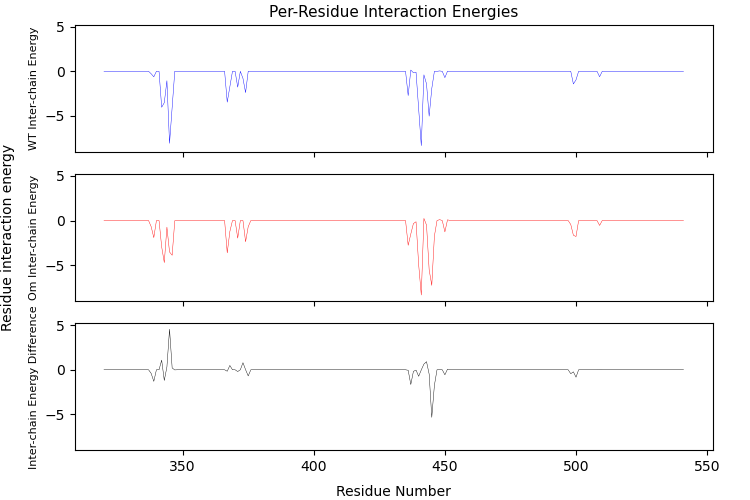 Per-Residue Interaction Energies
Residue interaction energy
WT Inter-chain Energy
5
0
−5
Om Inter-chain Energy
5
0
−5
Inter-chain Energy Difference
5
0
−5
350
400
450
500
550
Residue Number